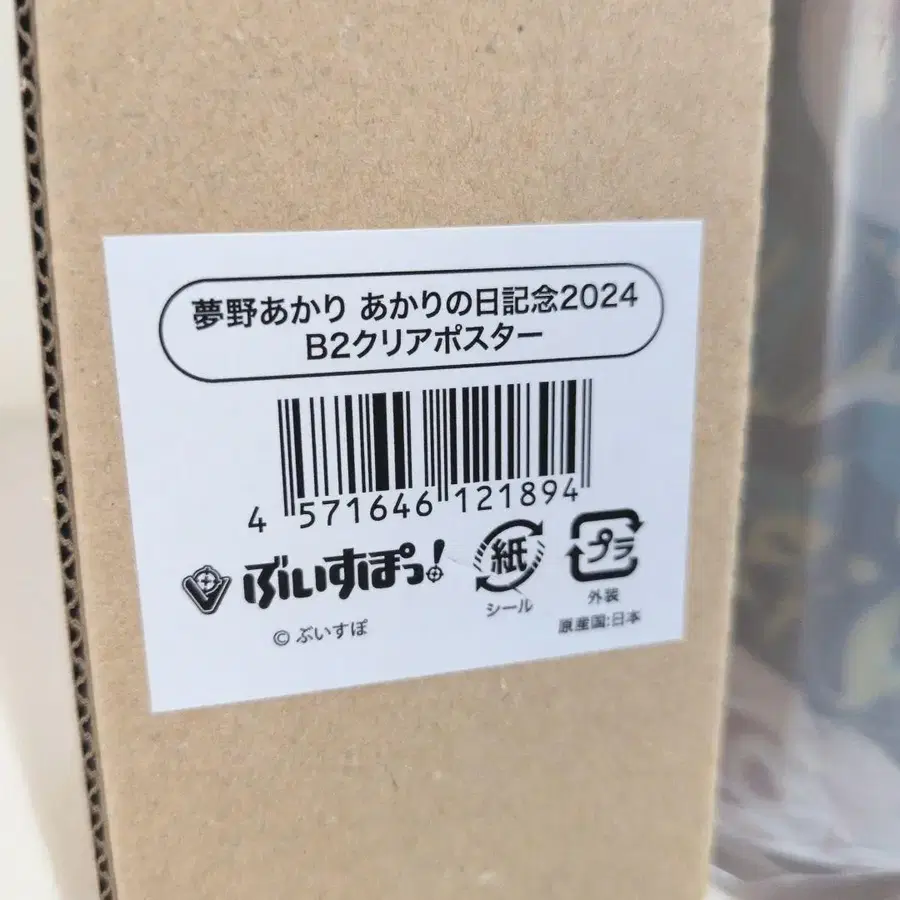 夢野あかり あかりの日記念2024
B2クリアポスター
4 571646 121894
ぶいすぽっ!
紙
プラ
シール
外装
© ぶいすぽ
原産国:日本